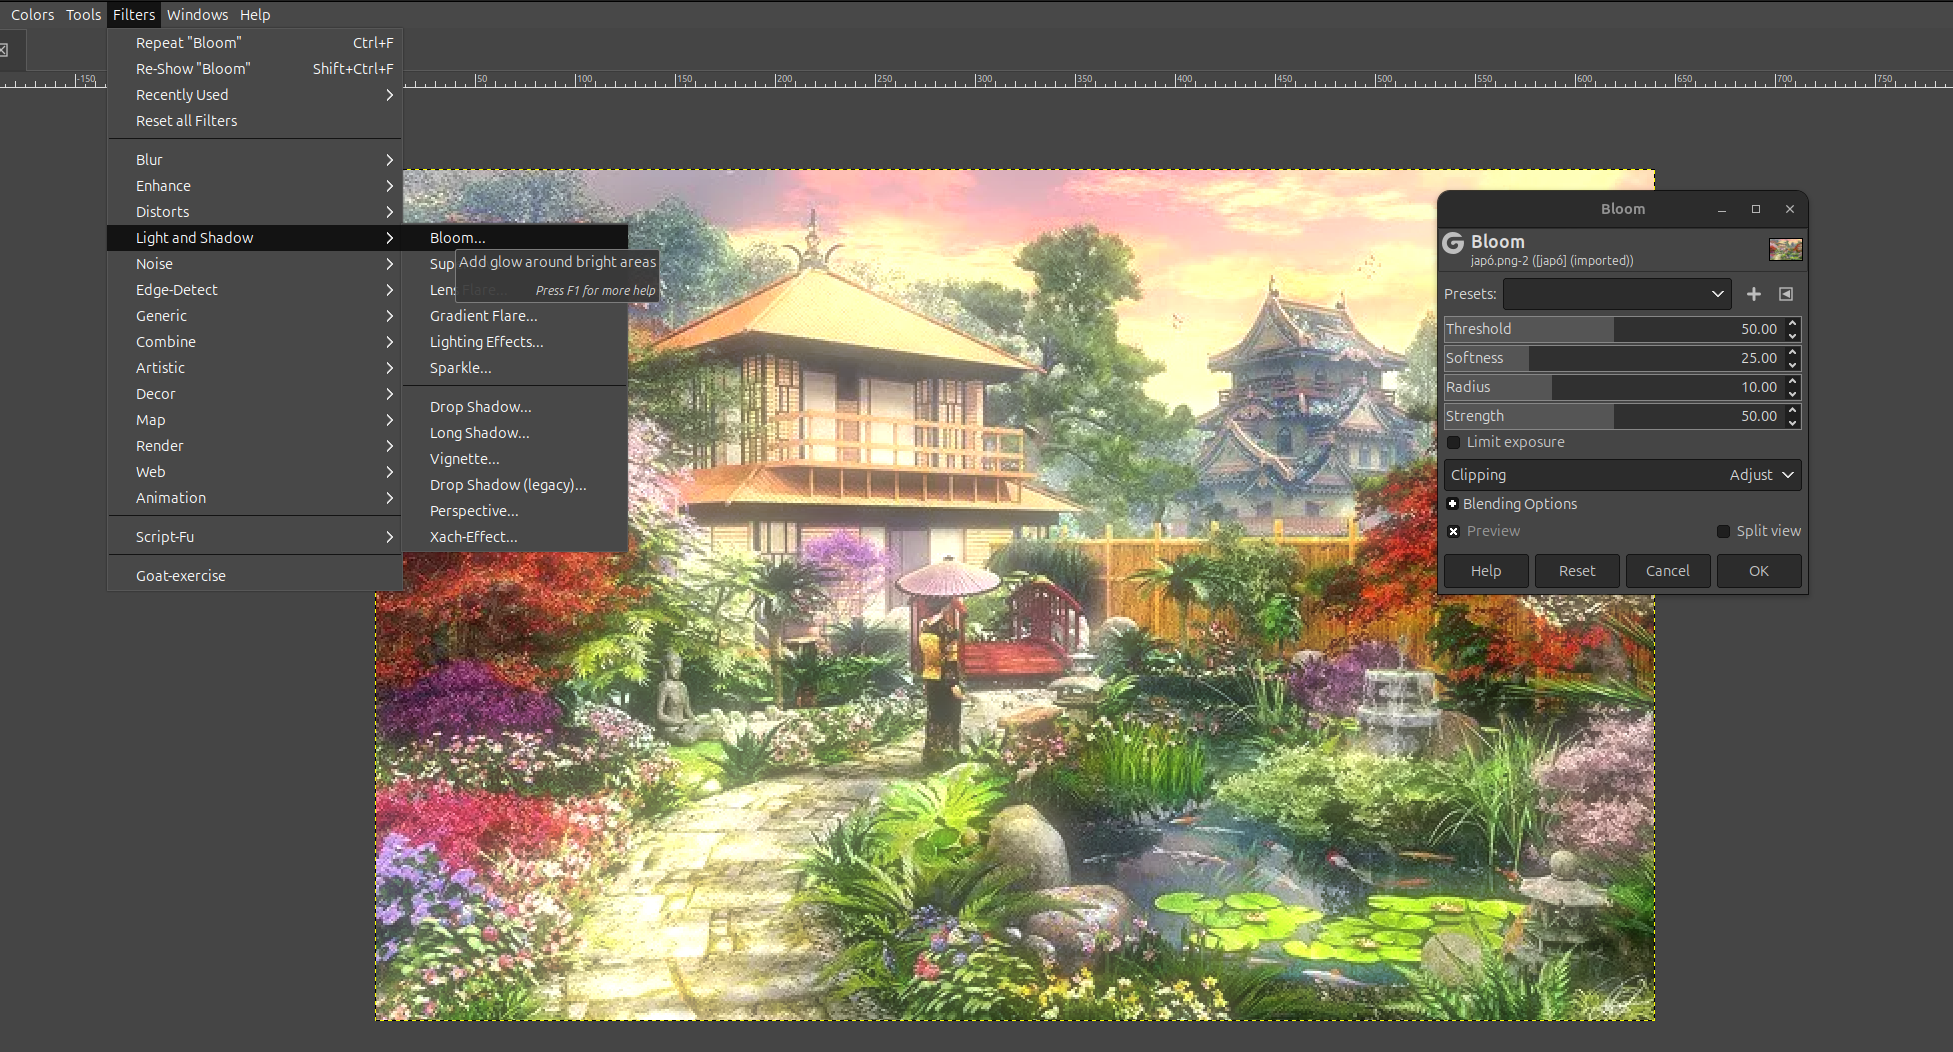 Colors Tools Filters Windows Help
-150 50 100 150 200 250 300 350 400 450 500 550 600 650 700 750
Repeat "Bloom" Ctrl+F
Re-Show "Bloom" Shift+Ctrl+F
Recently Used
Reset all Filters
Blur
Enhance
Distorts
Light and Shadow
Noise
Edge-Detect
Generic
Combine
Artistic
Decor
Map
Render
Web
Animation
Script-Fu
Goat-exercise
Bloom...
Add glow around bright areas
Press F1 for more help
Gradient Flare...
Lighting Effects...
Sparkle...
Drop Shadow...
Long Shadow...
Vignette...
Drop Shadow (legacy)...
Perspective...
Xach-Effect...
Bloom
Bloom
japó.png-2 ([japó] (imported))
Presets:
Threshold 50.00
Softness 25.00
Radius 10.00
Strength 50.00
Limit exposure
Clipping Adjust
Blending Options
Preview Split view
Help Reset Cancel OK